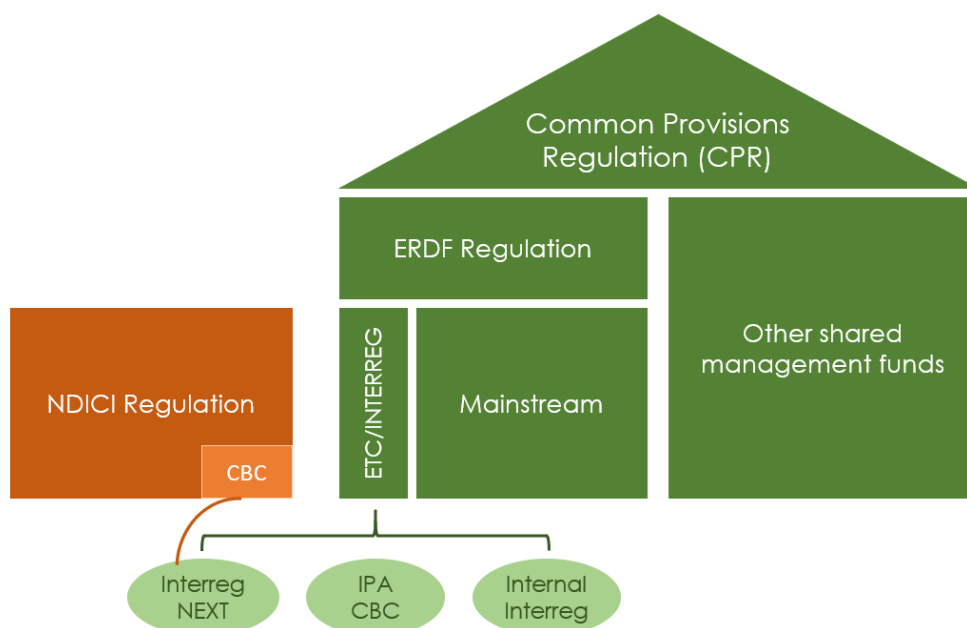 Common Provisions
Regulation (CPR)
ERDF Regulation
Other shared
management funds
NDICI Regulation
CBC
ETC/INTERREG
Mainstream
Interreg
NEXT
IPA
CBC
Internal
Interreg